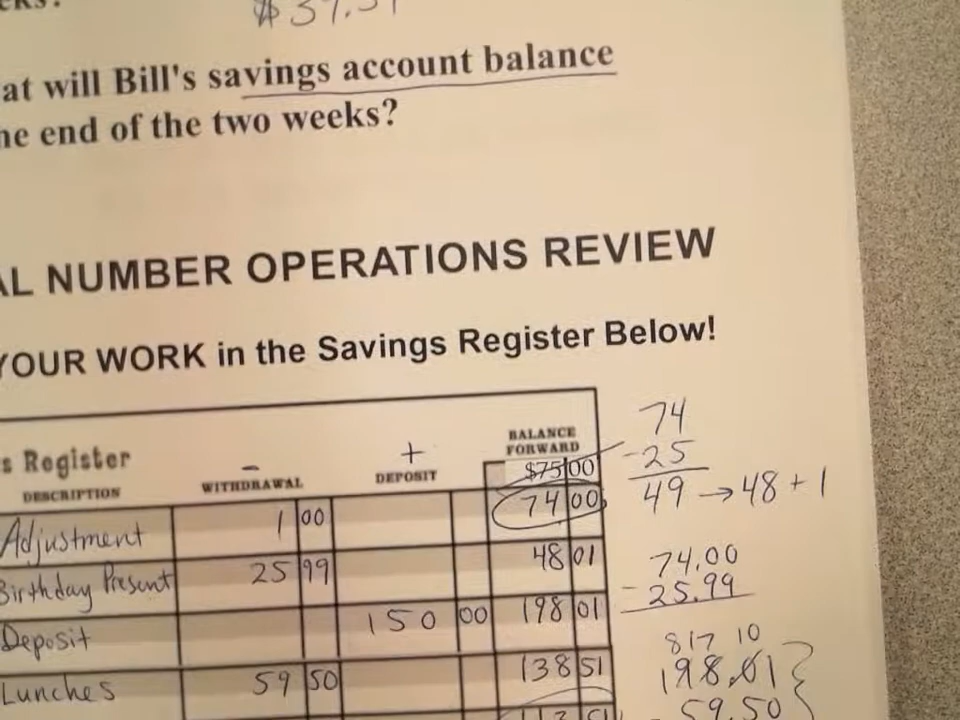 $
at will Bill's savings account balance
he end of the two weeks?
AL NUMBER OPERATIONS REVIEW
YOUR WORK in the Savings Register Below!
s Register
DESCRIPTION
- WITHDRAWAL
+ DEPOSIT
BALANCE FORWARD
$75 00
Adjustment 1 00 74 00
Birthday Present 25 99 48 01
Deposit 150 00 198 01
Lunches 59 50 138 51
74
-25
49 → 48 + 1
74.00
- 25.99
8 17 10
198.01
59.50